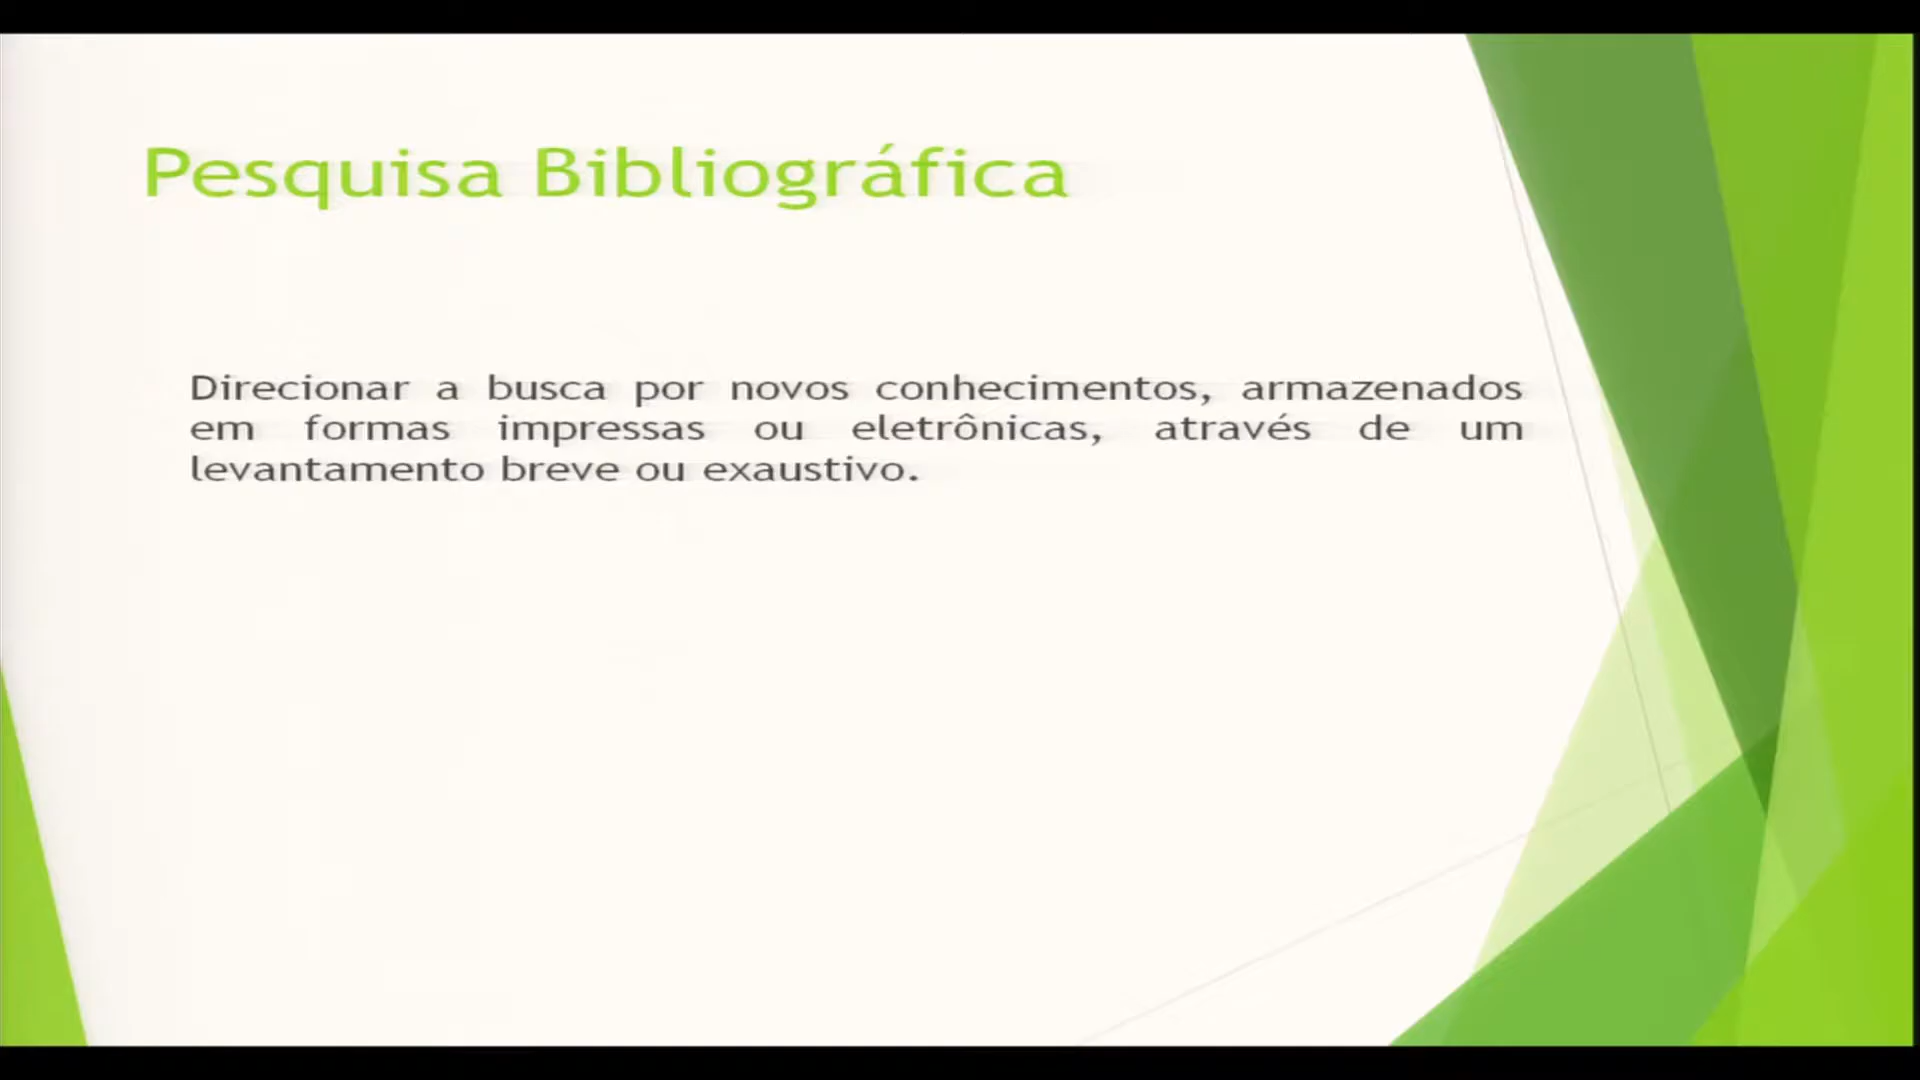 Pesquisa Bibliográfica
Direcionar a busca por novos conhecimentos, armazenados
em formas impressas ou eletrônicas, através de um
levantamento breve ou exaustivo.